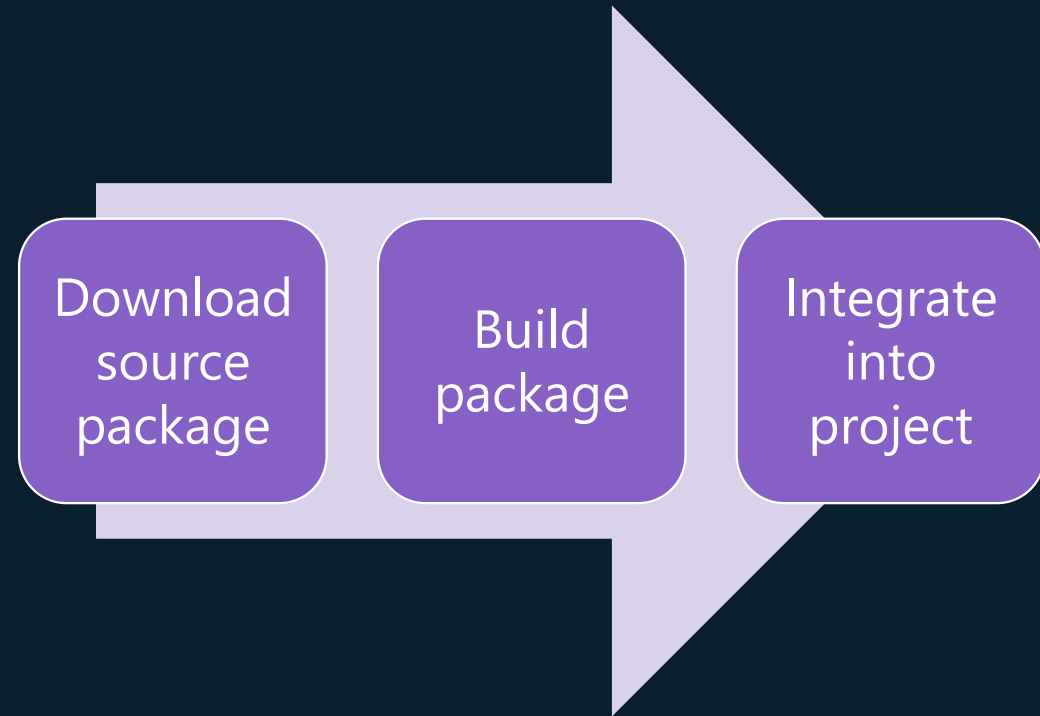 Download
source
package
Build
package
Integrate
into
project